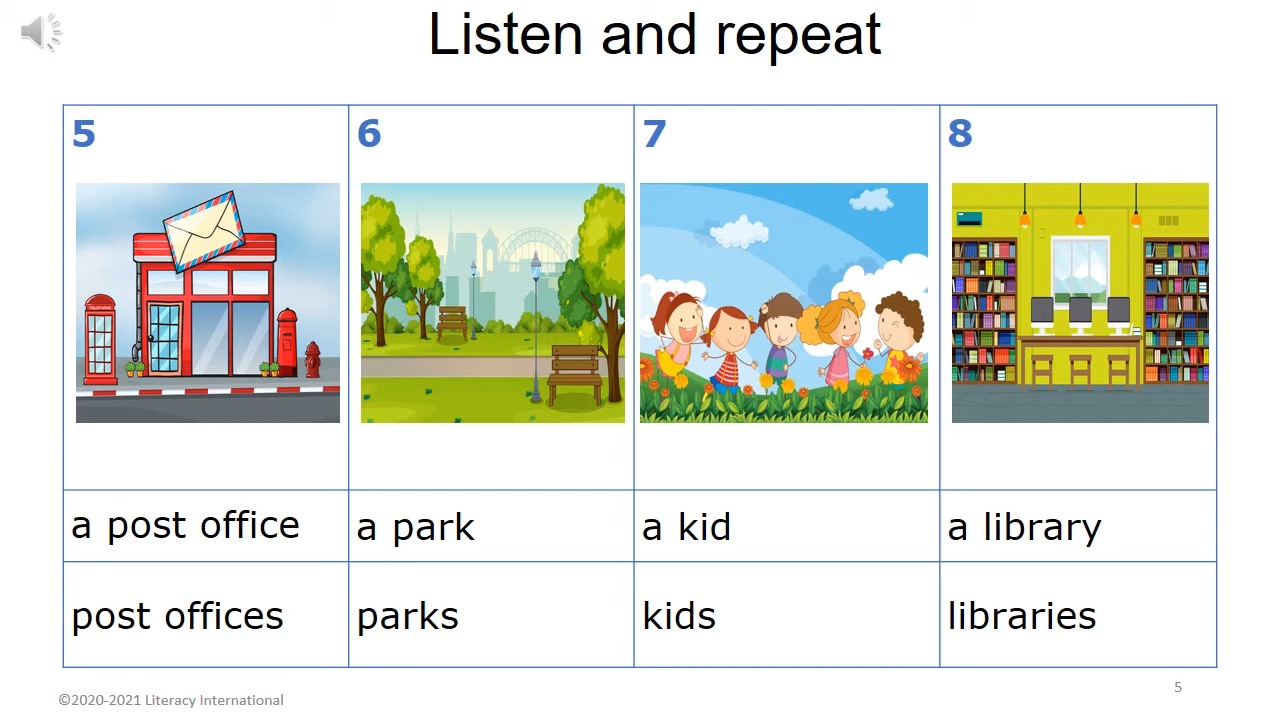 Listen and repeat
5
6
7
8
TELEPHONE
a post office
a park
a kid
a library
post offices
parks
kids
libraries
©2020-2021 Literacy International
5